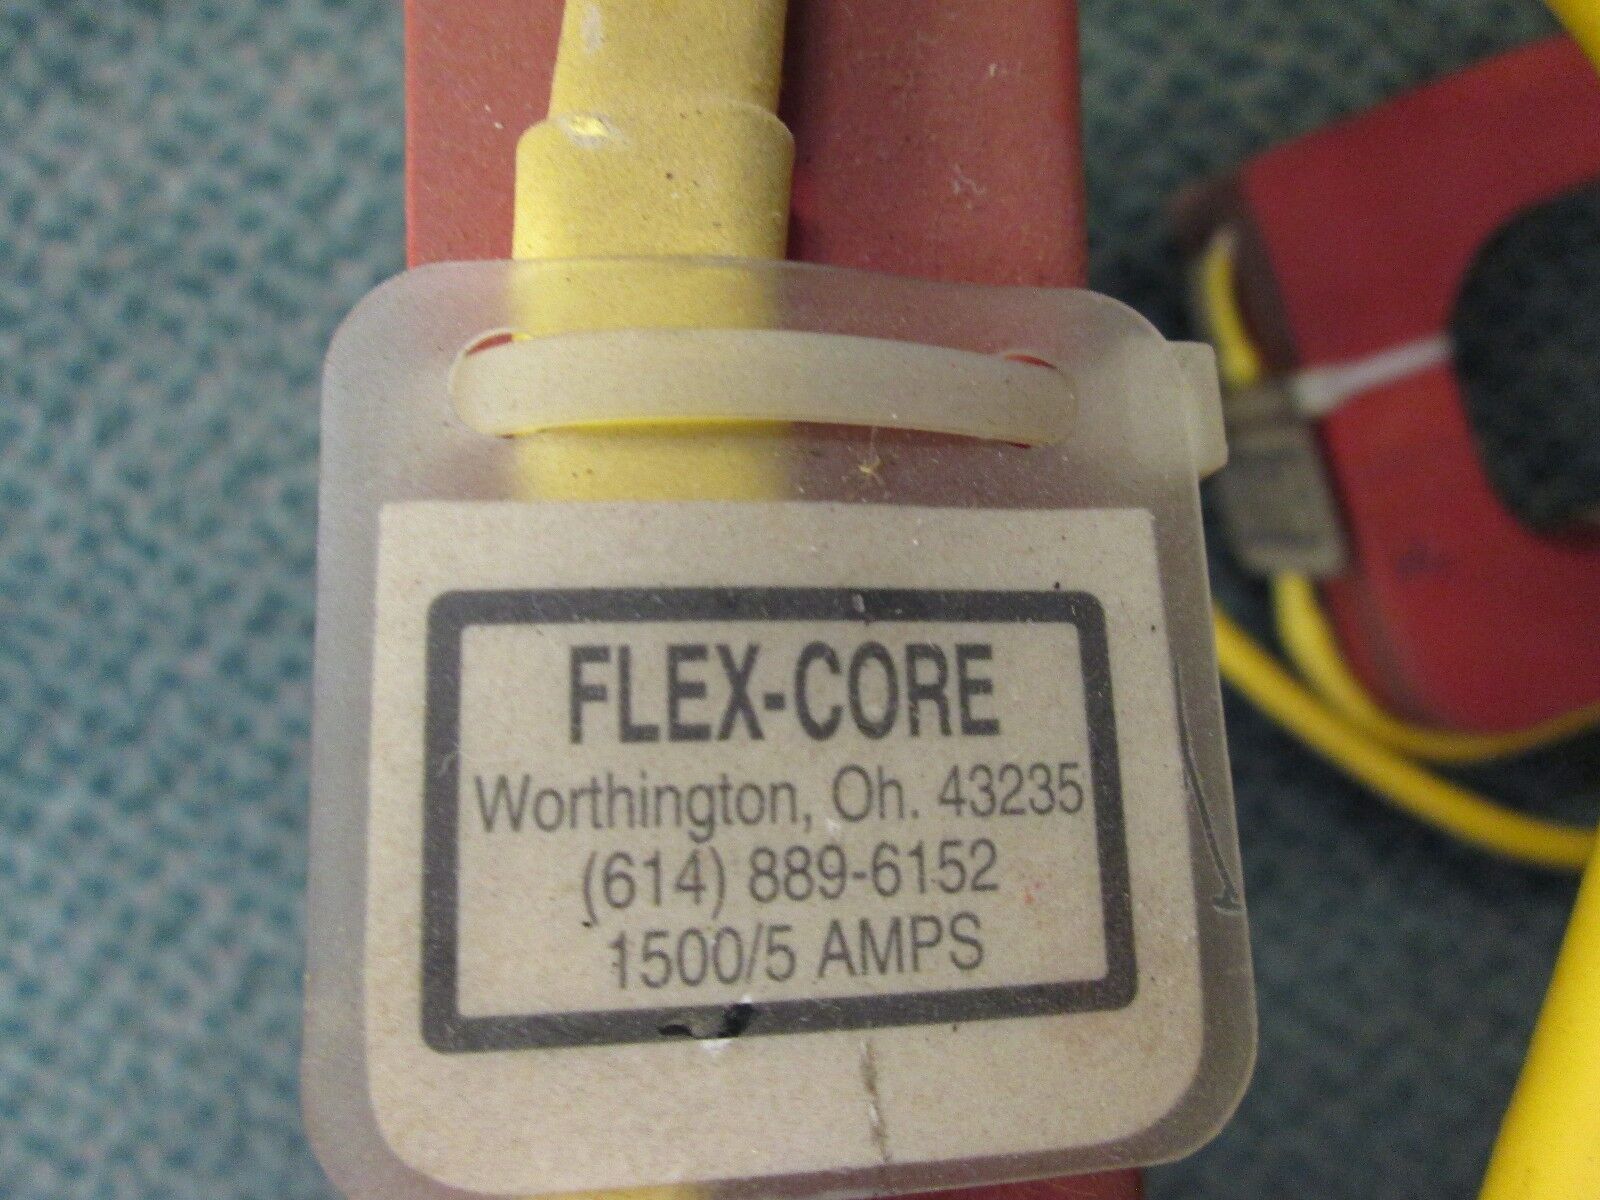 FLEX-CORE
Worthington, Oh. 43235
(614) 889-6152
1500/5 AMPS